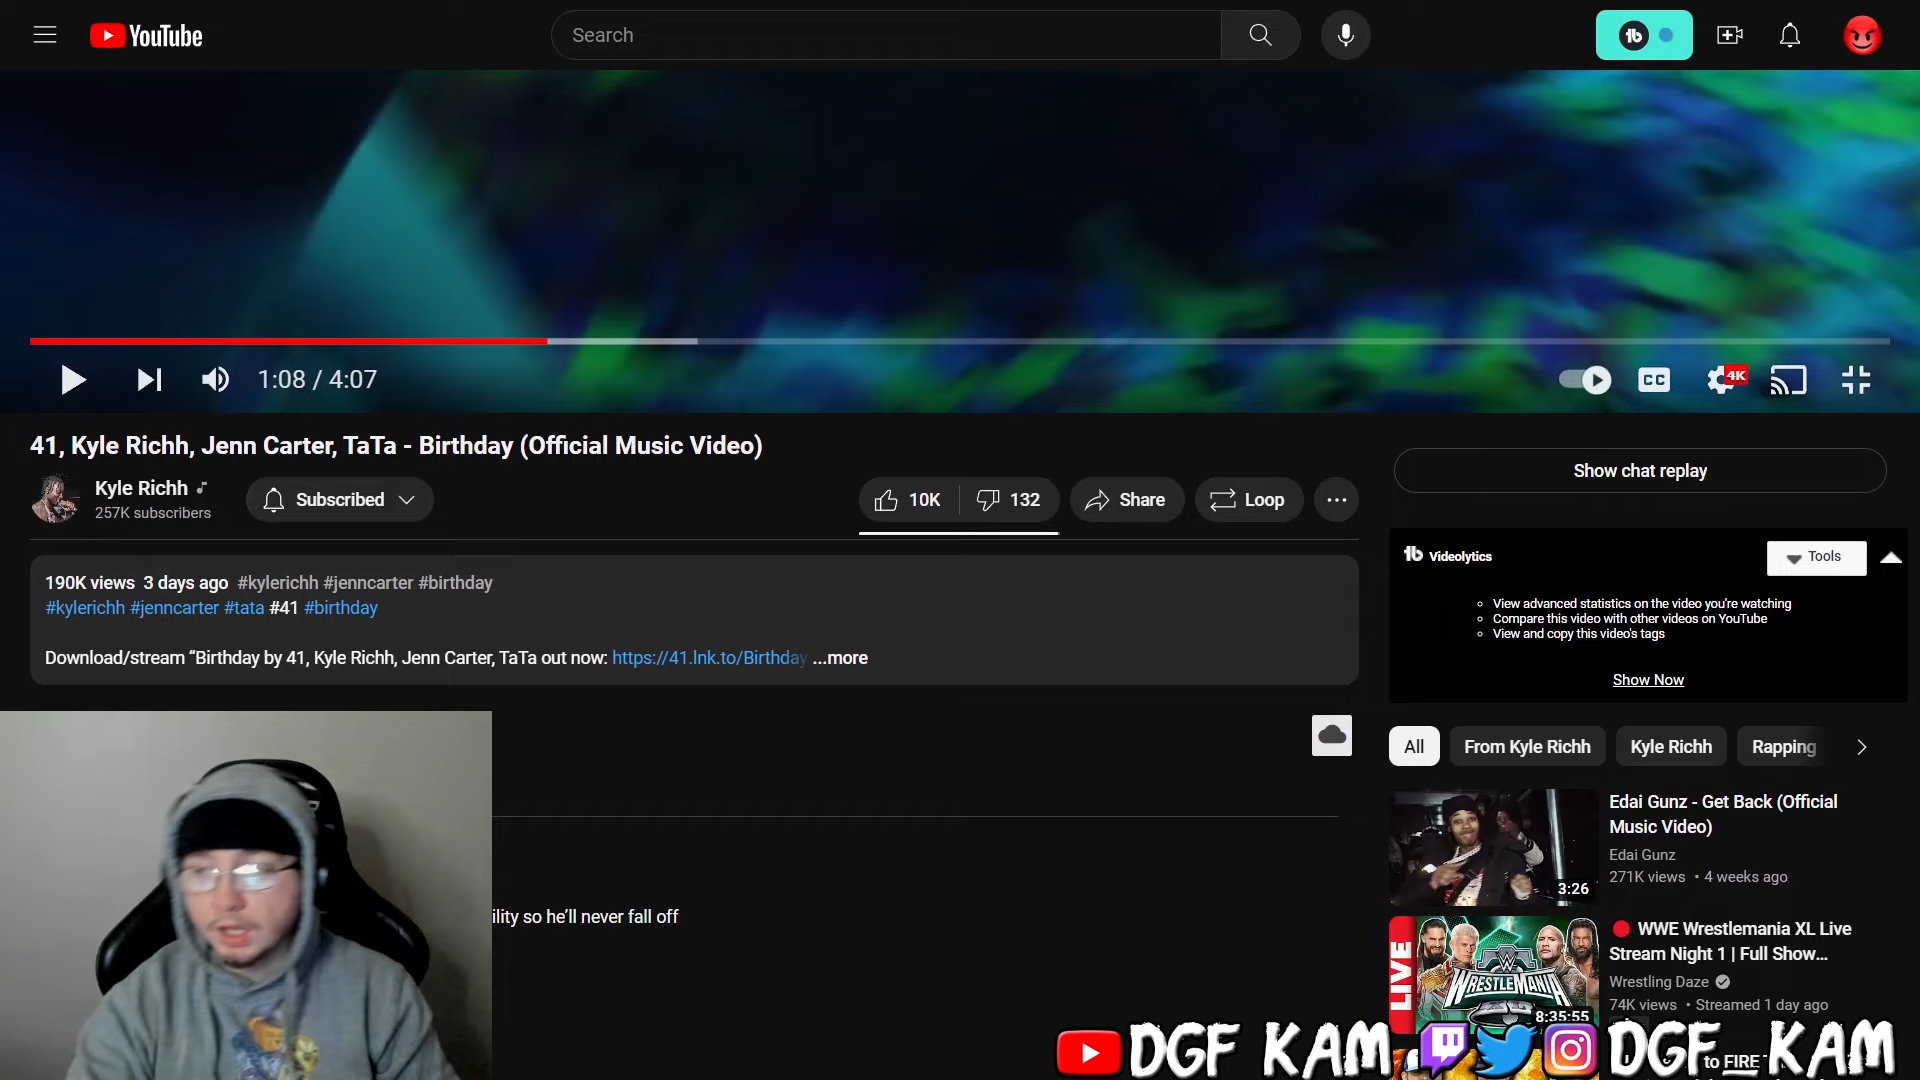 YouTube
Search
1:08 / 4:07
CC
4K
41, Kyle Richh, Jenn Carter, TaTa - Birthday (Official Music Video)
Kyle Richh
257K subscribers
Subscribed
10K
132
Share
Loop
190K views 3 days ago #kylerichh #jenncarter #birthday
#kylerichh #jenncarter #tata #41 #birthday
Download/stream “Birthday by 41, Kyle Richh, Jenn Carter, TaTa out now: https://41.lnk.to/Birthday ...more
ility so he’ll never fall off
Show chat replay
Videolytics
Tools
View advanced statistics on the video you're watching
Compare this video with other videos on YouTube
View and copy this video's tags
Show Now
All
From Kyle Richh
Kyle Richh
Rapping
Edai Gunz - Get Back (Official
Music Video)
Edai Gunz
271K views • 4 weeks ago
3:26
WWE Wrestlemania XL Live
Stream Night 1 | Full Show...
Wrestling Daze
74K views • Streamed 1 day ago
LIVE
WRESTLEMANIA
8:35:55
to FIRE
DGF KAM
DGF_KAM